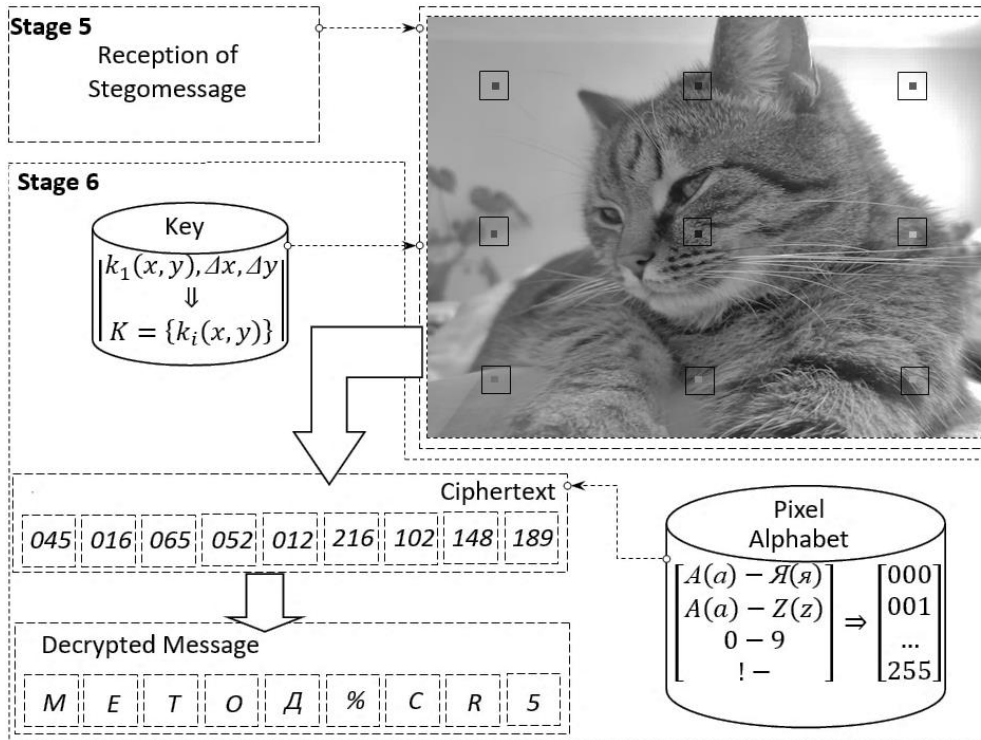 Stage 5
Reception of
Stegomessage
Stage 6
Key
k₁(x, y), Δx, Δy
⇓
K = {kᵢ(x, y)}
Ciphertext
045 016 065 052 012 216 102 148 189
Pixel
Alphabet
A(a) − Я(я)
A(a) − Z(z)
0 − 9
! −
⇒
000
001
...
255
Decrypted Message
М Е Т О Д % C R 5